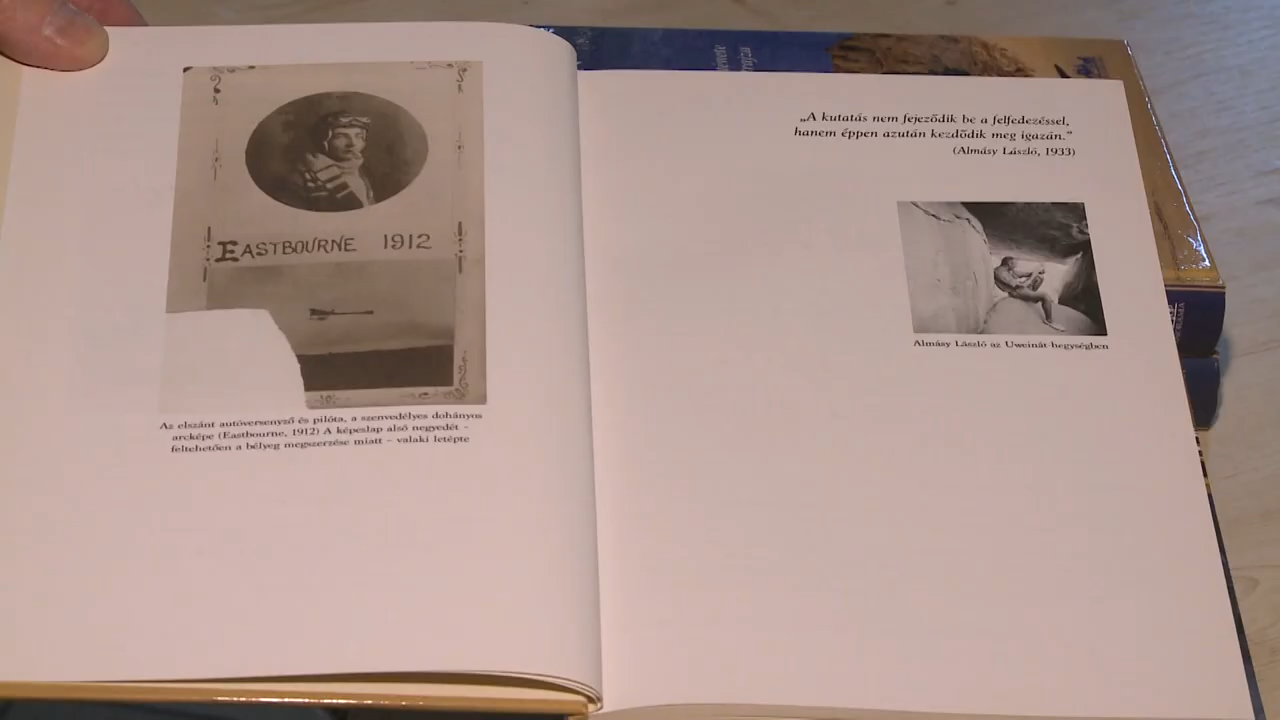 EASTBOURNE 1912
Az elszánt autóversenyző és pilóta, a szenvedélyes dohányos
arcképe (Eastbourne, 1912) A képeslap alsó negyedét –
feltehetően a bélyeg megszerzése miatt – valaki letépte
„A kutatás nem fejeződik be a felfedezéssel,
hanem éppen azután kezdődik meg igazán.”
(Almásy László, 1933)
Almásy László az Uweinát-hegységben